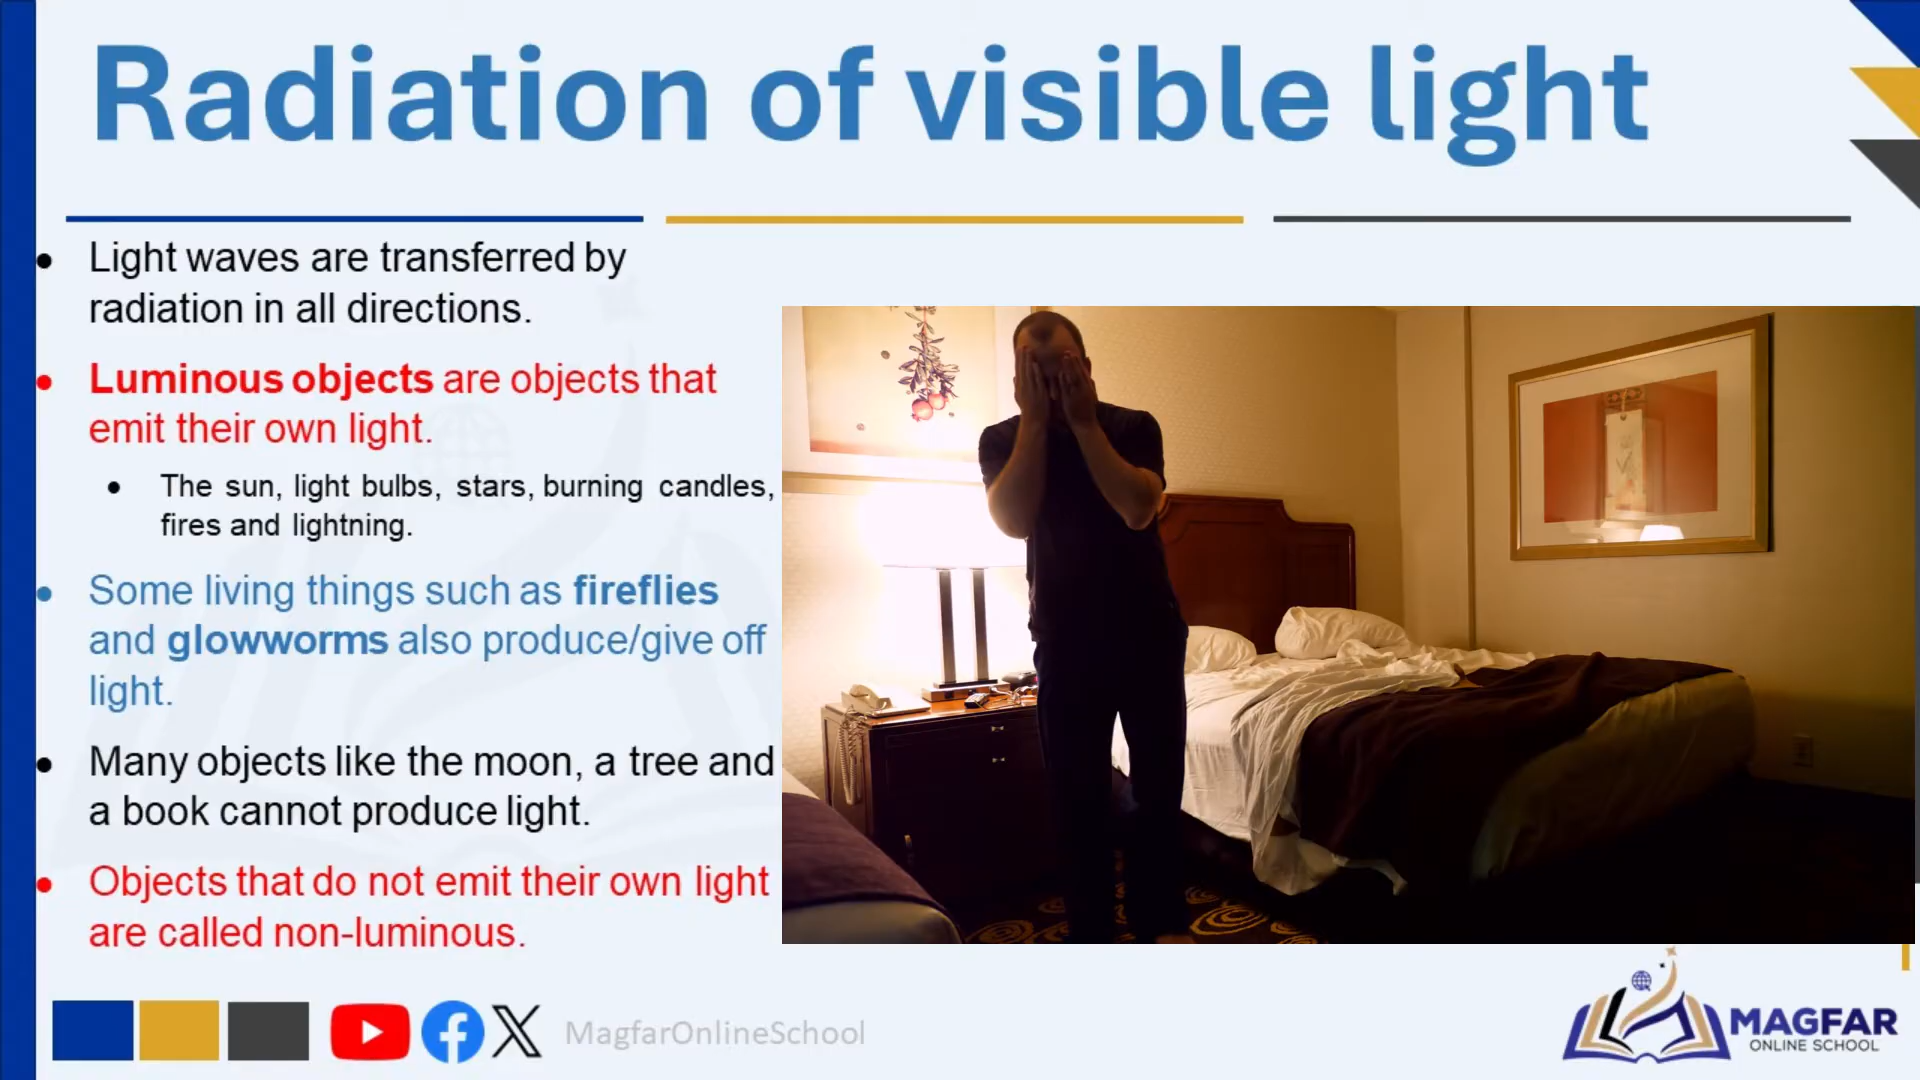 Radiation of visible light
Light waves are transferred by
radiation in all directions.
Luminous objects are objects that
emit their own light.
The sun, light bulbs, stars, burning candles,
fires and lightning.
Some living things such as fireflies
and glowworms also produce/give off
light.
Many objects like the moon, a tree and
a book cannot produce light.
Objects that do not emit their own light
are called non-luminous.
MagfarOnlineSchool
MAGFAR
ONLINE SCHOOL